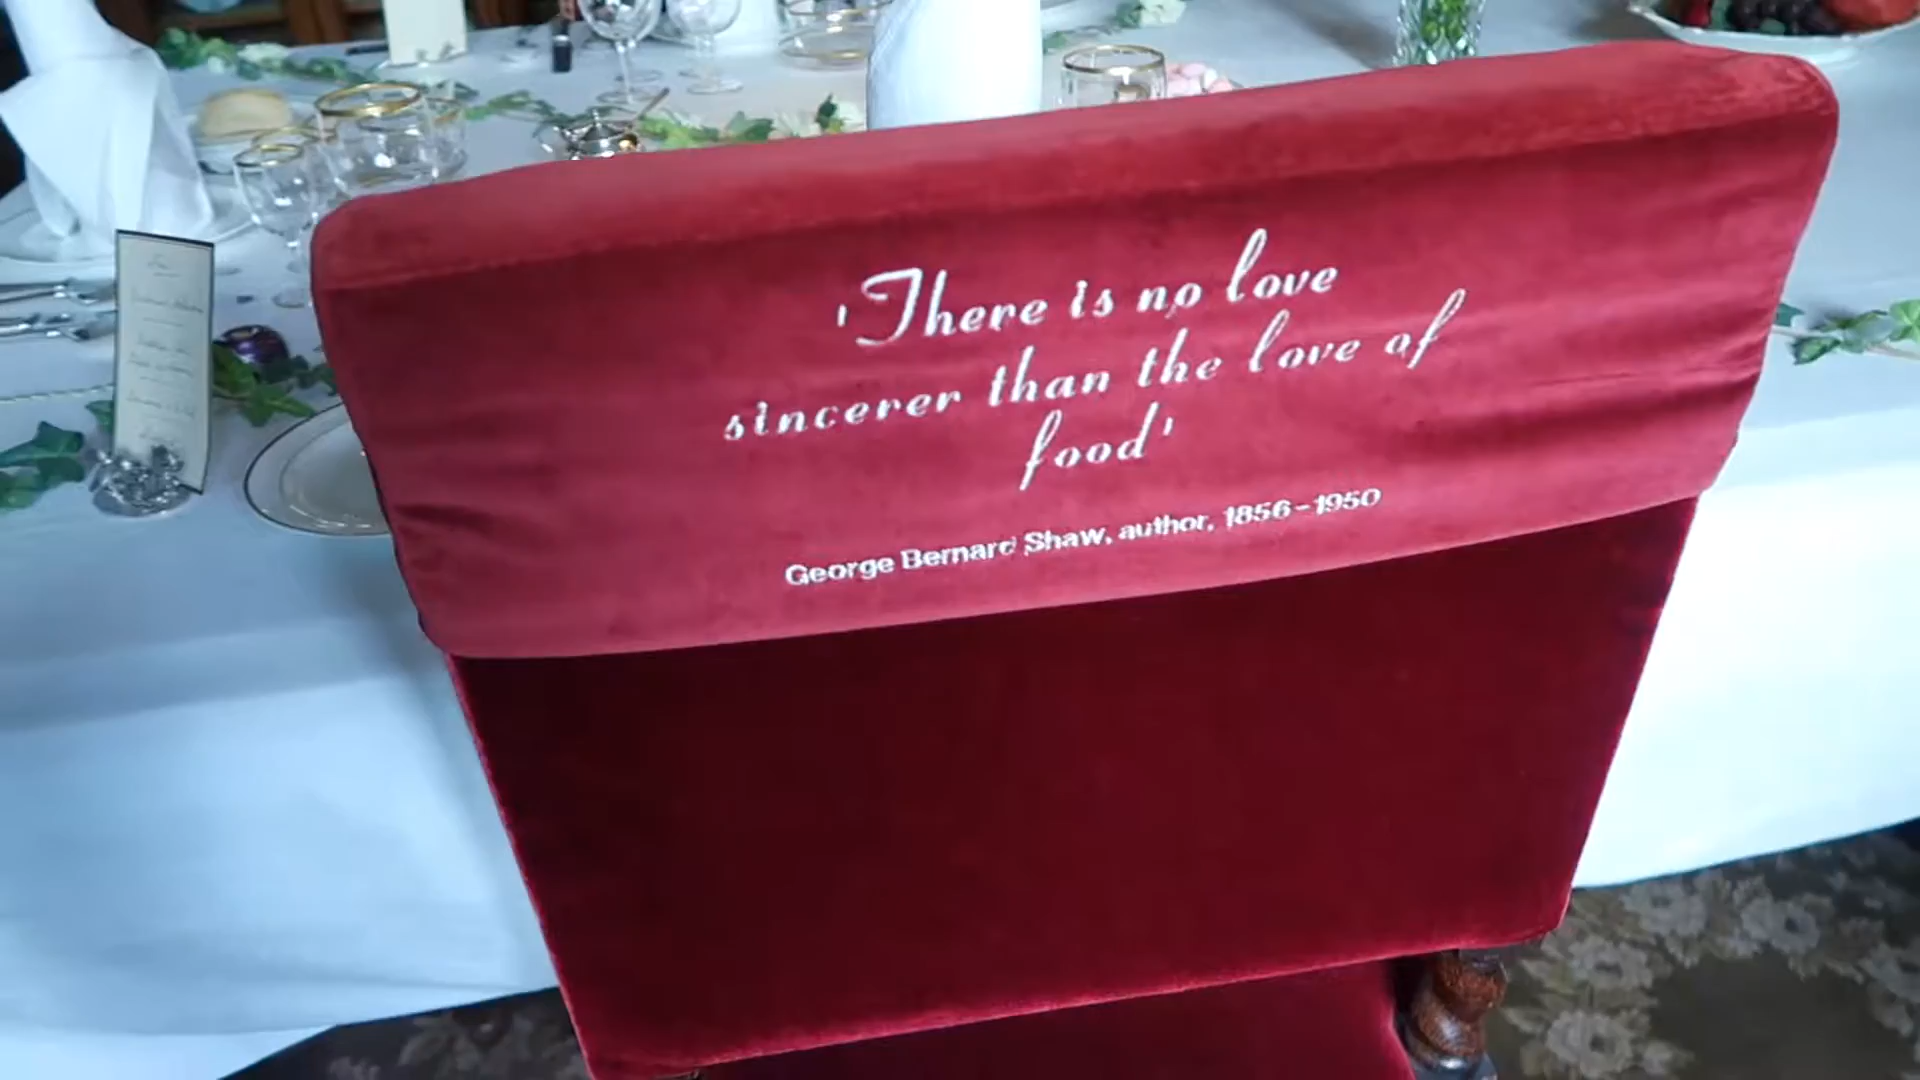 'There is no love
sincerer than the love of
food'
George Bernard Shaw, author, 1856-1950